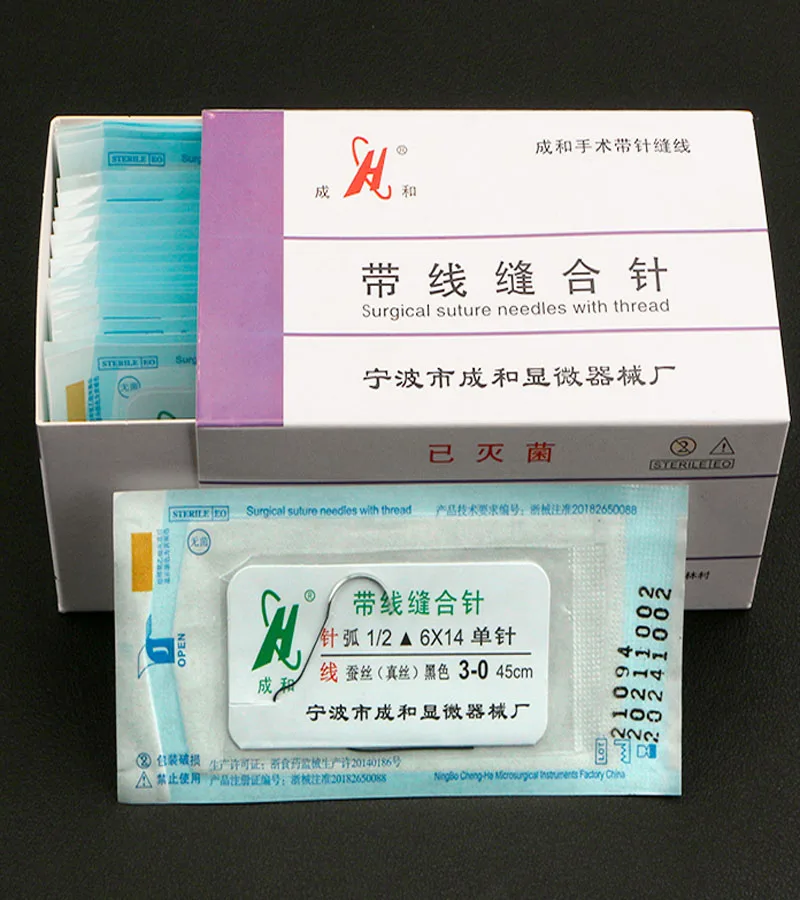 STERILE EO
成和 ®
成和手术带针缝线
带线缝合针
Surgical suture needles with thread
宁波市成和显微器械厂
已灭菌
STERILE EO
STERILE EO
无菌
林村
STERILE EO Surgical suture needles with thread 产品技术要求编号：浙械注准20182650088
无菌
OPEN
®
成和
带线缝合针
针 弧 1/2 ▲ 6X14 单针
线 蚕丝（真丝）黑色 3-0 45cm
宁波市成和显微器械厂
LOT 21094
20211002
20241002
包装破损
禁止使用
生产许可证：浙食药监械生产许20140186号
产品注册证编号：浙械注准20182650088
NingBo Cheng-He Microsurgical Instruments Factory China